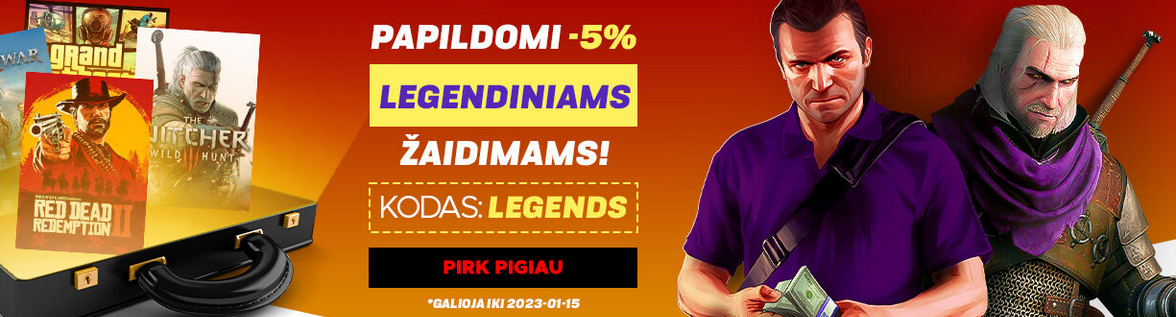 WAR
GRAND
THE
WITCHER
WILD HUNT
RED DEAD
REDEMPTION II
PAPILDOMI -5%
LEGENDINIAMS
ŽAIDIMAMS!
KODAS: LEGENDS
PIRK PIGIAU
*GALIOJA IKI 2023-01-15